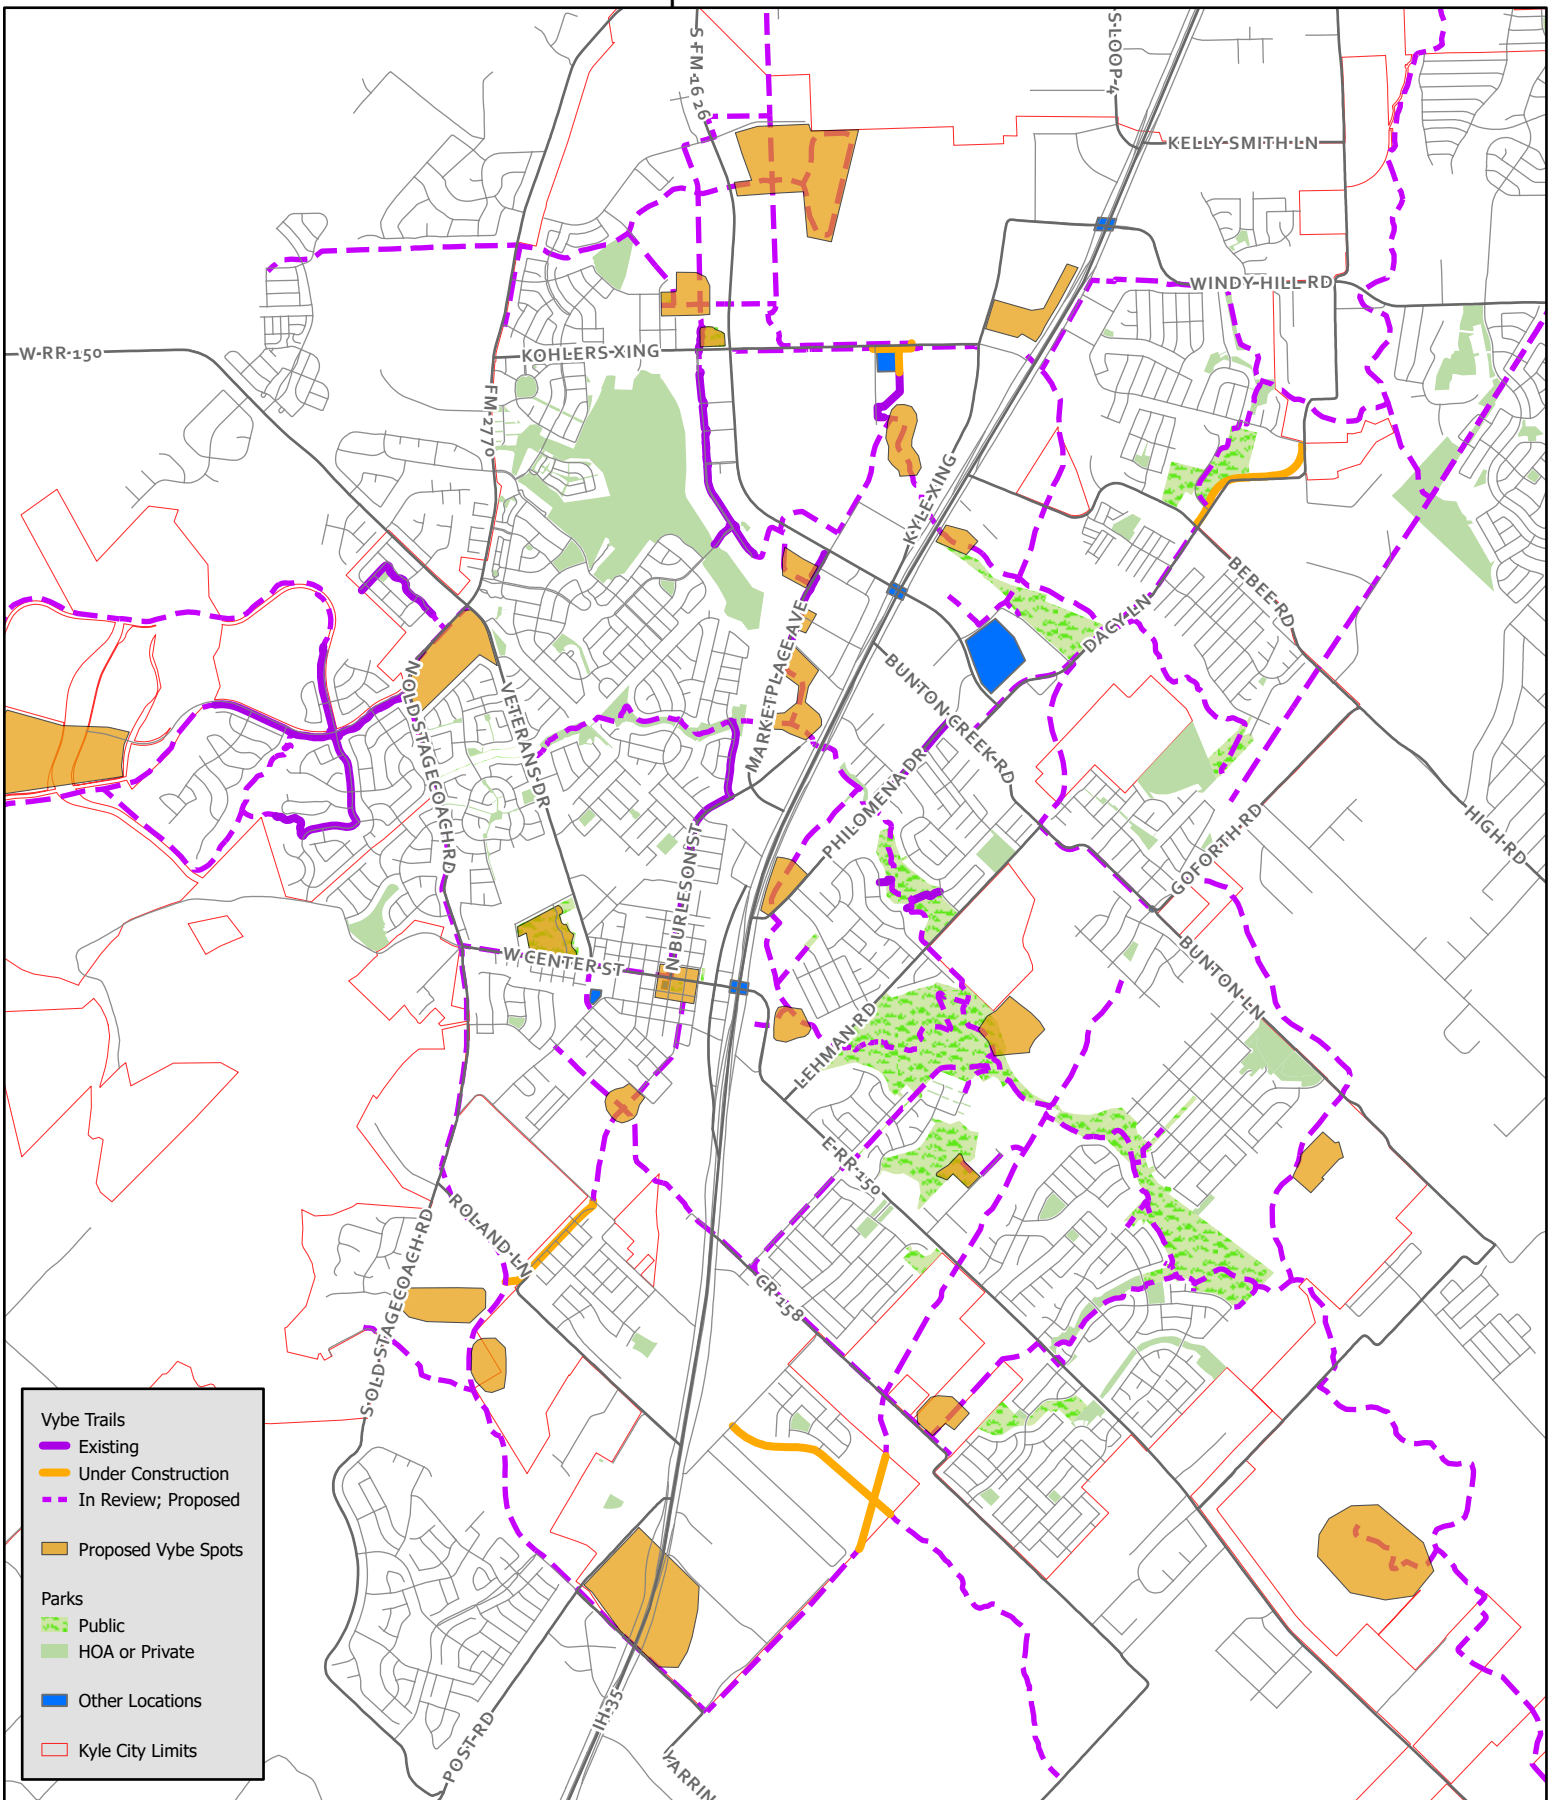 S FM-1626
S-LOOP-4
KELLY-SMITH-LN
WINDY-HILL-RD
W-RR-150
KOHLERS-XING
FM-2770
KYLE-XING
BEBEE-RD
DACY-LN
MARKETPLACE-AVE
BUNTON-CREEK-RD
N-OLD-STAGECOACH-RD
VETERANS-DR
PHILOMENA-DR
HIGH-RD
GOFORTH-RD
N-BURLESON-ST
W-CENTER-ST
BUNTON-LN
LEHMAN-RD
E-RR-150
ROLAND-LN
CR-158
S-OLD-STAGECOACH-RD
IH-35
POST-RD
YARRIN
Vybe Trails
Existing
Under Construction
In Review; Proposed
Proposed Vybe Spots
Parks
Public
HOA or Private
Other Locations
Kyle City Limits